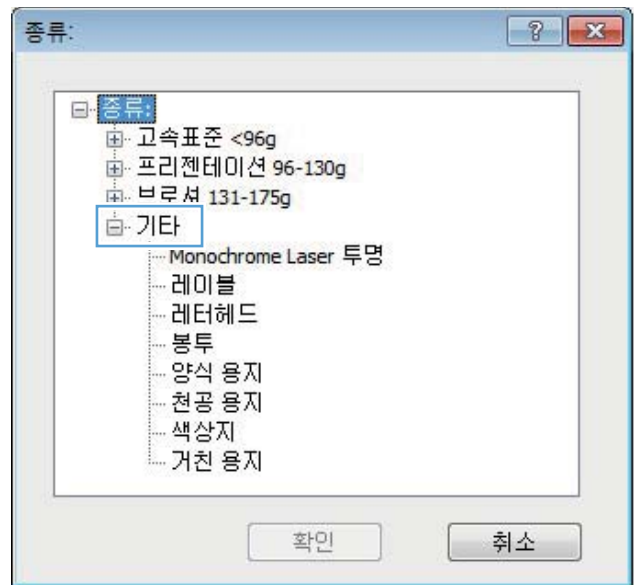 종류:
종류:
고속표준 <96g
프리젠테이션 96-130g
브로셔 131-175g
기타
Monochrome Laser 투명
레이블
레터헤드
봉투
양식 용지
천공 용지
색상지
거친 용지
확인
취소